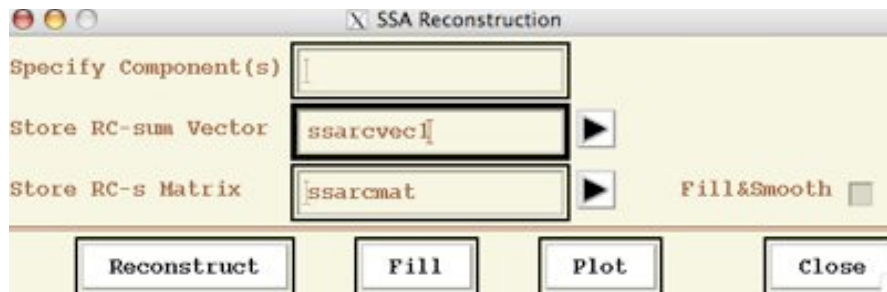 X SSA Reconstruction
Specify Component(s)
Store RC-sum Vector ssarcvec1
Store RC-s Matrix ssarcmat Fill&Smooth
Reconstruct Fill Plot Close